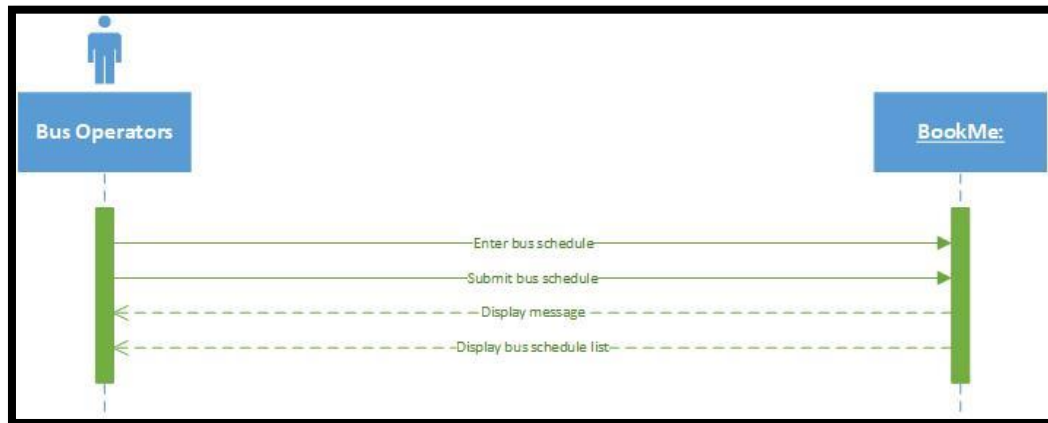 Bus Operators
BookMe:
Enter bus schedule
Submit bus schedule
Display message
Display bus schedule list